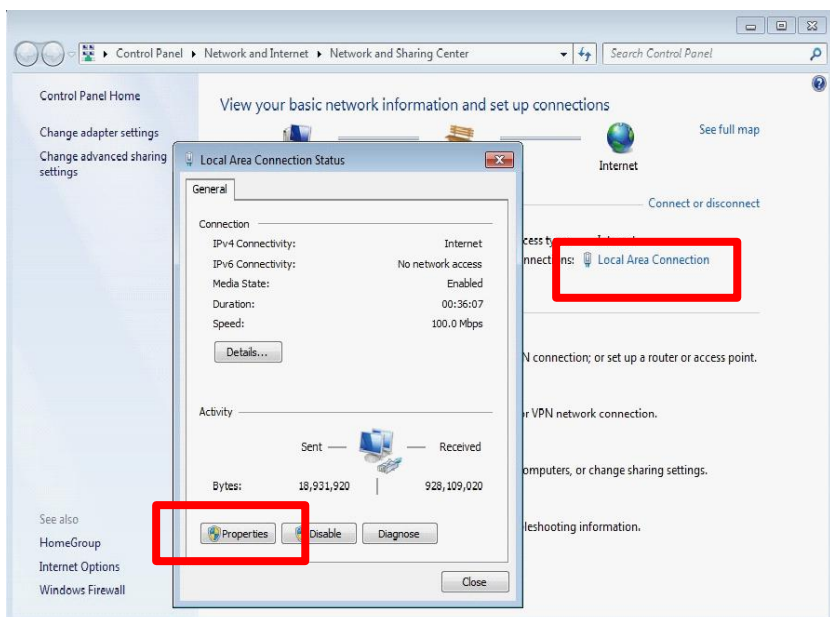 Control Panel ▸ Network and Internet ▸ Network and Sharing Center
Search Control Panel
Control Panel Home
Change adapter settings
Change advanced sharing
settings
See also
HomeGroup
Internet Options
Windows Firewall
View your basic network information and set up connections
See full map
Internet
Connect or disconnect
Local Area Connection
N connection; or set up a router or access point.
or VPN network connection.
omputers, or change sharing settings.
leshooting information.
Local Area Connection Status
General
Connection
IPv4 Connectivity: Internet
IPv6 Connectivity: No network access
Media State: Enabled
Duration: 00:36:07
Speed: 100.0 Mbps
Details...
Activity
Sent — — Received
Bytes: 18,931,920 | 928,109,020
Properties Disable Diagnose
Close